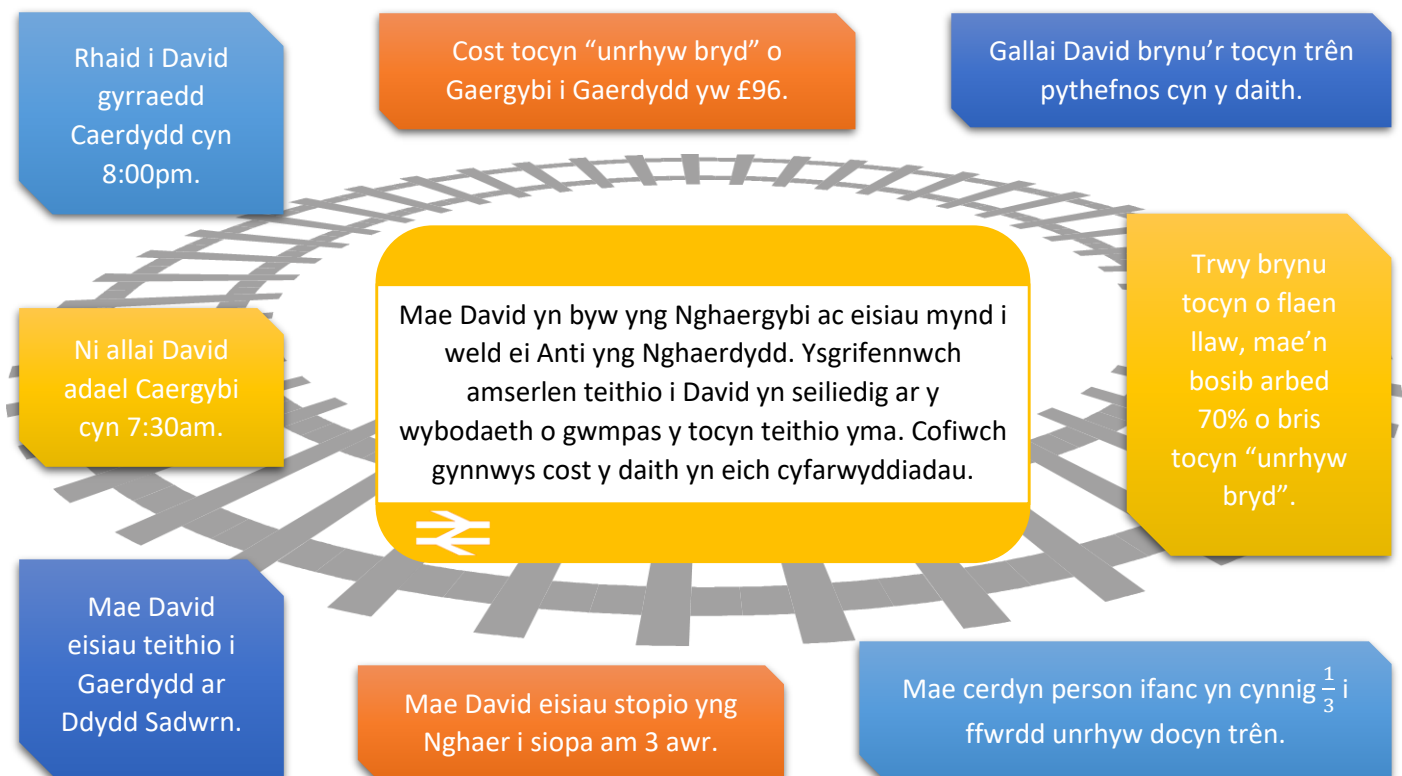 Rhaid i David
gyrraedd
Caerdydd cyn
8:00pm.
Cost tocyn “unrhyw bryd” o
Gaergybi i Gaerdydd yw £96.
Gallai David brynu’r tocyn trên
pythefnos cyn y daith.
Ni allai David
adael Caergybi
cyn 7:30am.
Mae David yn byw yng Nghaergybi ac eisiau mynd i
weld ei Anti yng Nghaerdydd. Ysgrifennwch
amserlen teithio i David yn seiliedig ar y
wybodaeth o gwmpas y tocyn teithio yma. Cofiwch
gynnwys cost y daith yn eich cyfarwyddiadau.
Trwy brynu
tocyn o flaen
llaw, mae’n
bosib arbed
70% o bris
tocyn “unrhyw
bryd”.
Mae David
eisiau teithio i
Gaerdydd ar
Ddydd Sadwrn.
Mae David eisiau stopio yng
Nghaer i siopa am 3 awr.
Mae cerdyn person ifanc yn cynnig 1/3 i
ffwrdd unrhyw docyn trên.